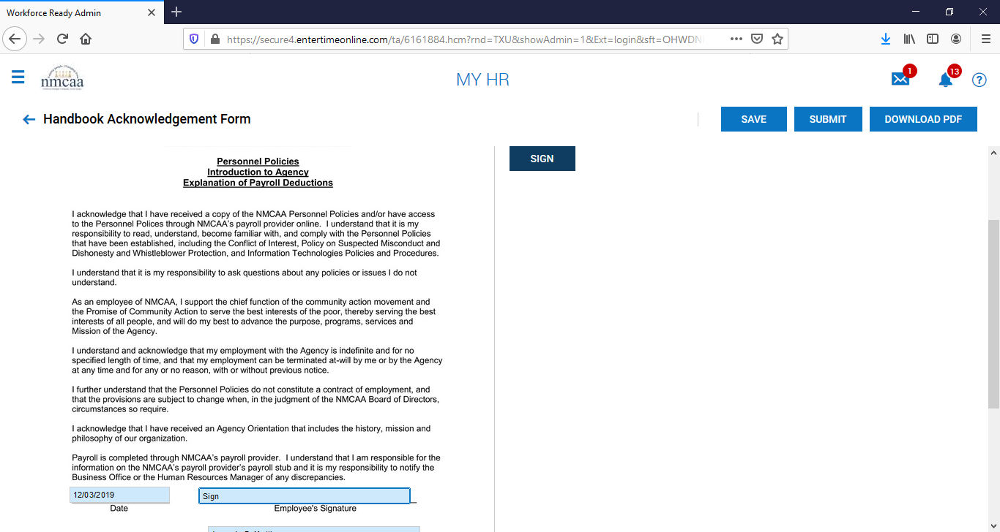 Workforce Ready Admin
https://secure4.entertimeonline.com/ta/6161884.hcm?rnd=TXU&showAdmin=1&Ext=login&sft=OHWDN
nmcaa
MY HR
1
13
?
Handbook Acknowledgement Form
SAVE
SUBMIT
DOWNLOAD PDF
SIGN
Personnel Policies
Introduction to Agency
Explanation of Payroll Deductions
I acknowledge that I have received a copy of the NMCAA Personnel Policies and/or have access
to the Personnel Polices through NMCAA's payroll provider online.  I understand that it is my
responsibility to read, understand, become familiar with, and comply with the Personnel Policies
that have been established, including the Conflict of Interest, Policy on Suspected Misconduct and
Dishonesty and Whistleblower Protection, and Information Technologies Policies and Procedures.
I understand that it is my responsibility to ask questions about any policies or issues I do not
understand.
As an employee of NMCAA, I support the chief function of the community action movement and
the Promise of Community Action to serve the best interests of the poor, thereby serving the best
interests of all people, and will do my best to advance the purpose, programs, services and
Mission of the Agency.
I understand and acknowledge that my employment with the Agency is indefinite and for no
specified length of time, and that my employment can be terminated at-will by me or by the Agency
at any time and for any or no reason, with or without previous notice.
I further understand that the Personnel Policies do not constitute a contract of employment, and
that the provisions are subject to change when, in the judgment of the NMCAA Board of Directors,
circumstances so require.
I acknowledge that I have received an Agency Orientation that includes the history, mission and
philosophy of our organization.
Payroll is completed through NMCAA's payroll provider.  I understand that I am responsible for the
information on the NMCAA's payroll provider's payroll stub and it is my responsibility to notify the
Business Office or the Human Resources Manager of any discrepancies.
12/03/2019
Sign
Date
Employee's Signature